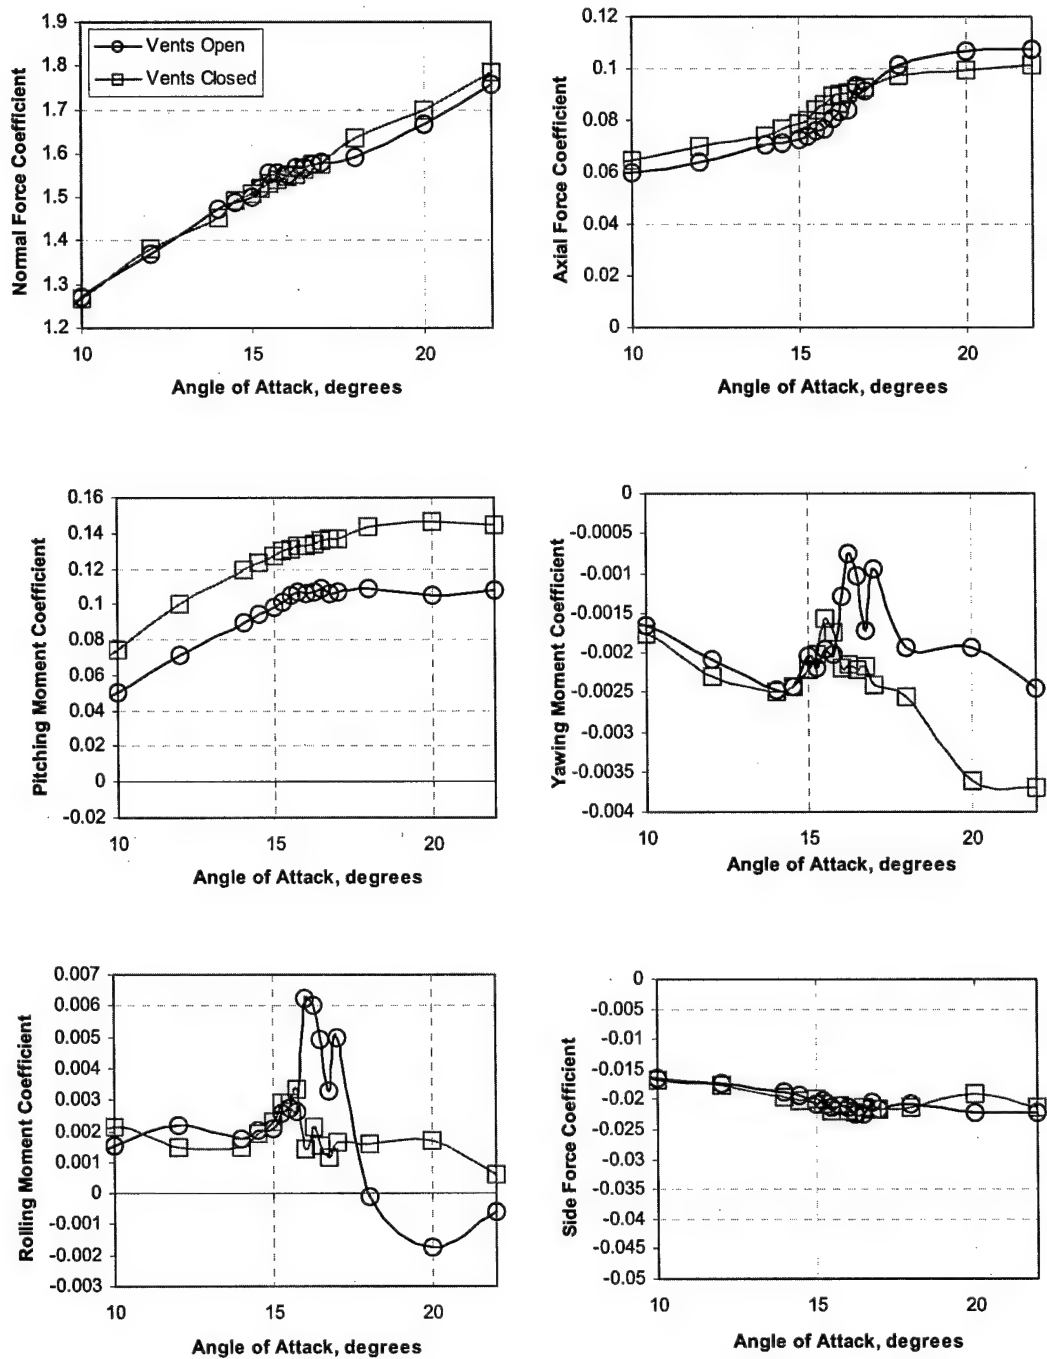 1.9
1.8
1.7
1.6
1.5
1.4
1.3
1.2
Normal Force Coefficient
Vents Open
Vents Closed
10 15 20
Angle of Attack, degrees
0.12
0.1
0.08
0.06
0.04
0.02
0
Axial Force Coefficient
10 15 20
Angle of Attack, degrees
0.16
0.14
0.12
0.1
0.08
0.06
0.04
0.02
0
-0.02
Pitching Moment Coefficient
10 15 20
Angle of Attack, degrees
0
-0.0005
-0.001
-0.0015
-0.002
-0.0025
-0.003
-0.0035
-0.004
Yawing Moment Coefficient
10 15 20
Angle of Attack, degrees
0.007
0.006
0.005
0.004
0.003
0.002
0.001
0
-0.001
-0.002
-0.003
Rolling Moment Coefficient
10 15 20
Angle of Attack, degrees
0
-0.005
-0.01
-0.015
-0.02
-0.025
-0.03
-0.035
-0.04
-0.045
-0.05
Side Force Coefficient
10 15 20
Angle of Attack, degrees